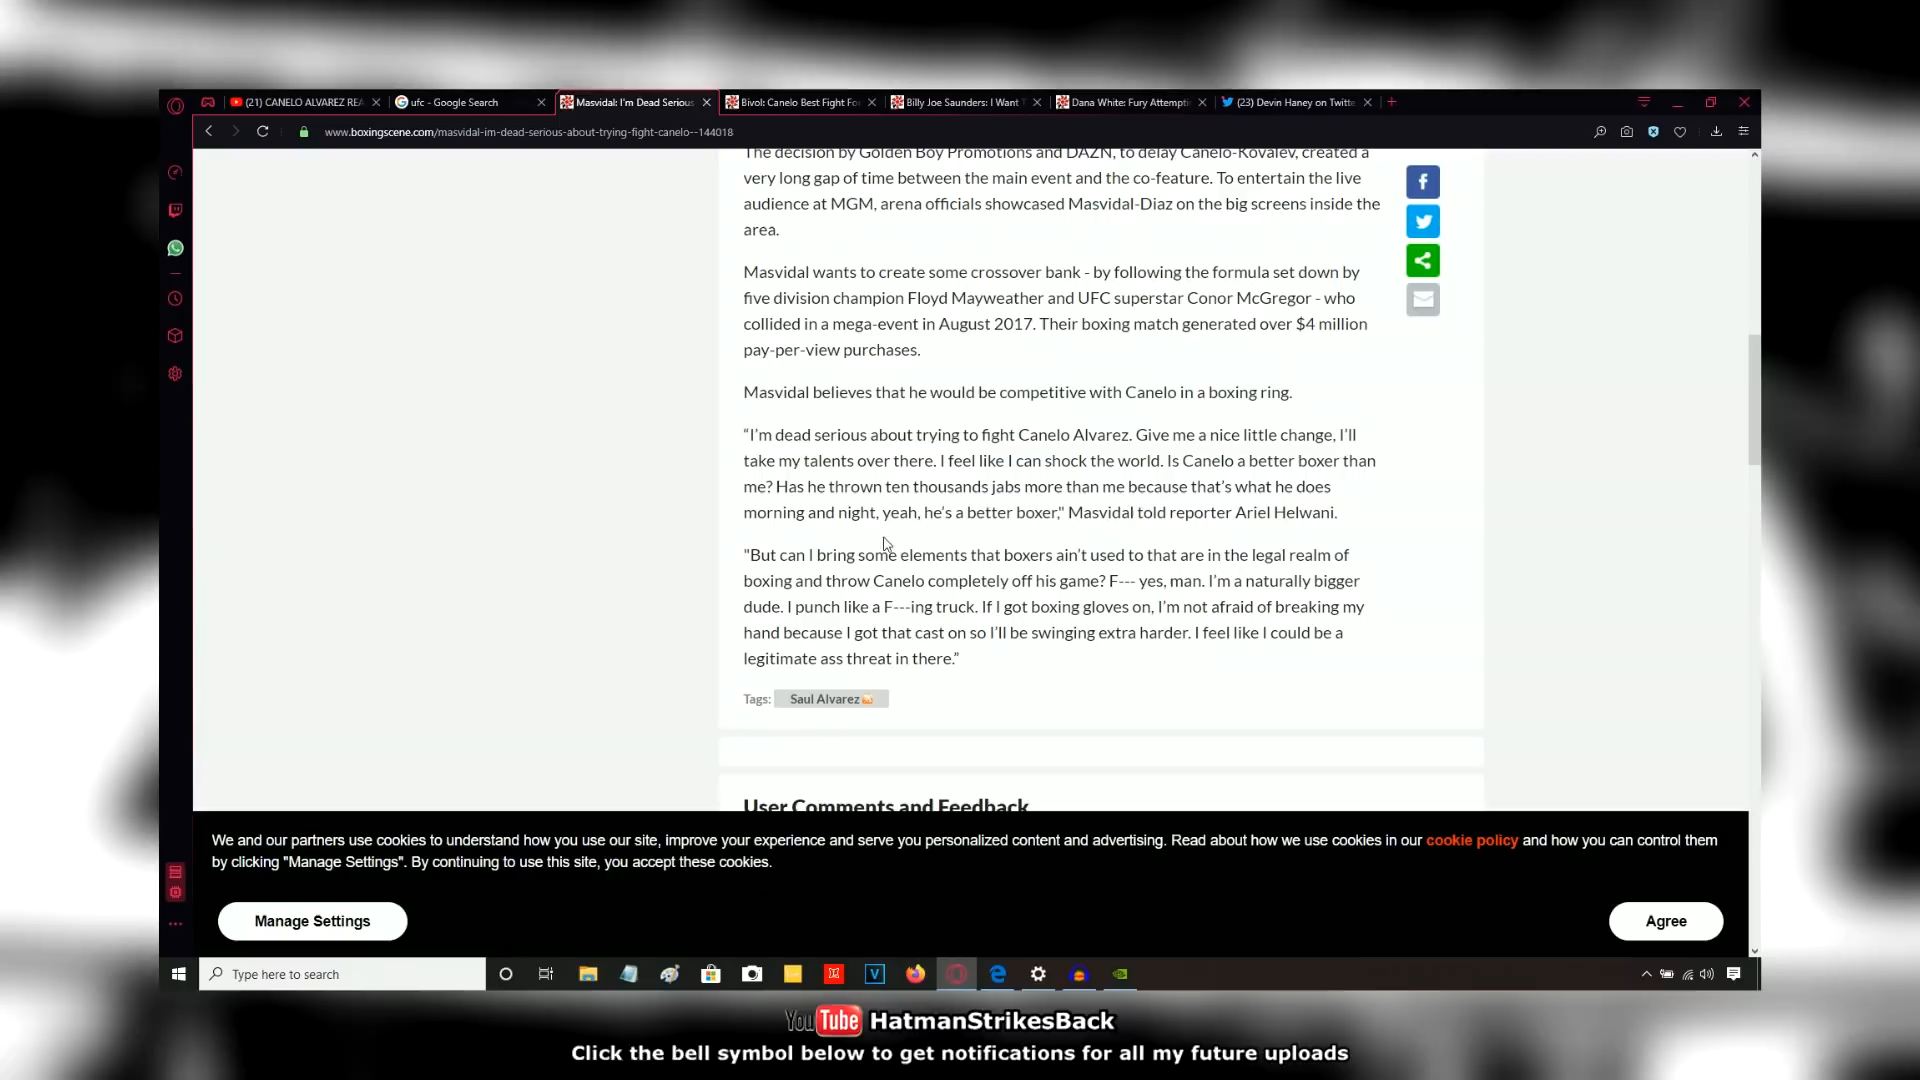 (21) CANELO ALVAREZ REA
ufc - Google Search
Masvidal: I'm Dead Serious
Bivol: Canelo Best Fight Fo
Billy Joe Saunders: I Want T
Dana White: Fury Attempti
(23) Devin Haney on Twitte
www.boxingscene.com/masvidal-im-dead-serious-about-trying-fight-canelo--144018
The decision by Golden Boy Promotions and DAZN, to delay Canelo-Kovalev, created a
very long gap of time between the main event and the co-feature. To entertain the live
audience at MGM, arena officials showcased Masvidal-Diaz on the big screens inside the
area.
Masvidal wants to create some crossover bank - by following the formula set down by
five division champion Floyd Mayweather and UFC superstar Conor McGregor - who
collided in a mega-event in August 2017. Their boxing match generated over $4 million
pay-per-view purchases.
Masvidal believes that he would be competitive with Canelo in a boxing ring.
“I’m dead serious about trying to fight Canelo Alvarez. Give me a nice little change, I’ll
take my talents over there. I feel like I can shock the world. Is Canelo a better boxer than
me? Has he thrown ten thousands jabs more than me because that’s what he does
morning and night, yeah, he’s a better boxer," Masvidal told reporter Ariel Helwani.
"But can I bring some elements that boxers ain’t used to that are in the legal realm of
boxing and throw Canelo completely off his game? F--- yes, man. I’m a naturally bigger
dude. I punch like a F---ing truck. If I got boxing gloves on, I’m not afraid of breaking my
hand because I got that cast on so I’ll be swinging extra harder. I feel like I could be a
legitimate ass threat in there.”
Tags: Saul Alvarez
User Comments and Feedback
We and our partners use cookies to understand how you use our site, improve your experience and serve you personalized content and advertising. Read about how we use cookies in our cookie policy and how you can control them
by clicking "Manage Settings". By continuing to use this site, you accept these cookies.
Manage Settings
Agree
Type here to search
YouTube HatmanStrikesBack
Click the bell symbol below to get notifications for all my future uploads